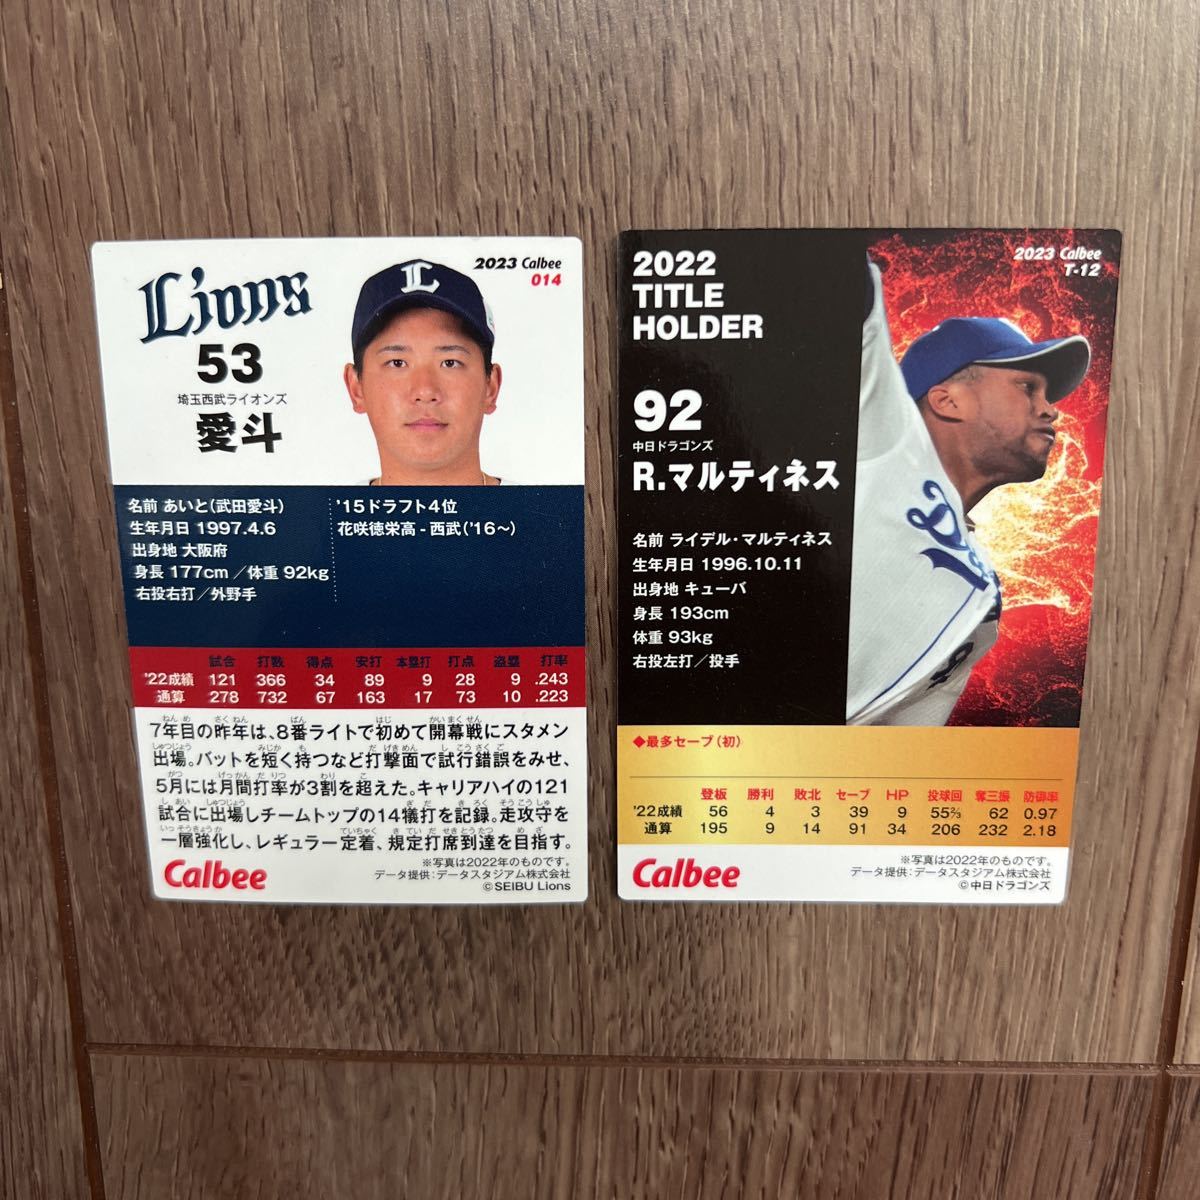 Lions
2023 Calbee
014
53
埼玉西武ライオンズ
愛斗
名前 あいと(武田愛斗)
生年月日 1997.4.6
出身地 大阪府
身長 177cm/体重 92kg
右投右打/外野手
'15ドラフト4位
花咲徳栄高-西武('16～)
試合 打数 得点 安打 本塁打 打点 盗塁 打率
'22成績 121 366 34 89 9 28 9 .243
通算 278 732 67 163 17 73 10 .223
7年目の昨年は、8番ライトで初めて開幕戦にスタメン
出場。バットを短く持つなど打撃面で試行錯誤をみせ、
5月には月間打率が3割を超えた。キャリアハイの121
試合に出場しチームトップの14犠打を記録。走攻守を
一層強化し、レギュラー定着、規定打席到達を目指す。
Calbee
※写真は2022年のものです。
データ提供:データスタジアム株式会社
©SEIBU Lions
2022
TITLE
HOLDER
2023 Calbee
T-12
92
中日ドラゴンズ
R.マルティネス
名前 ライデル・マルティネス
生年月日 1996.10.11
出身地 キューバ
身長 193cm
体重 93kg
右投左打/投手
◆最多セーブ(初)
登板 勝利 敗北 セーブ HP 投球回 奪三振 防御率
'22成績 56 4 3 39 9 55⅔ 62 0.97
通算 195 9 14 91 34 206 232 2.18
Calbee
※写真は2022年のものです。
データ提供:データスタジアム株式会社
©中日ドラゴンズ